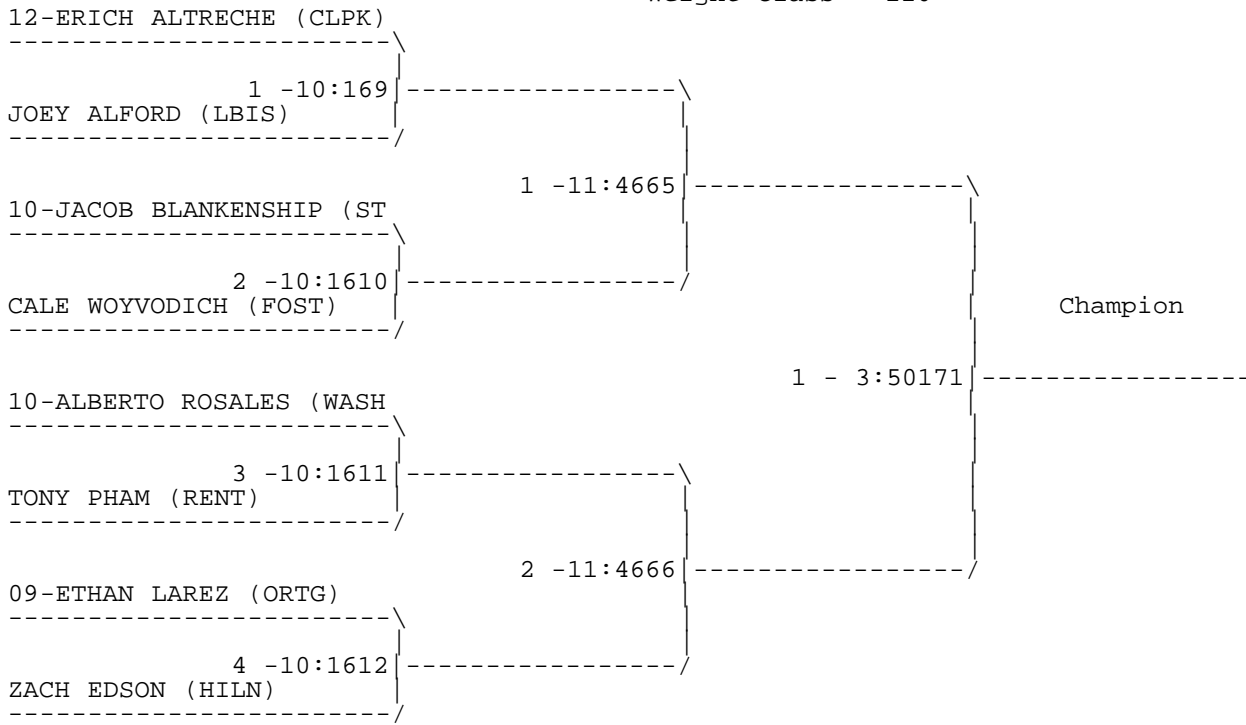 12-ERICH ALTRECHE (CLPK)
1 -10:169
JOEY ALFORD (LBIS)
1 -11:4665
10-JACOB BLANKENSHIP (ST
2 -10:1610
CALE WOYVODICH (FOST)
Champion
1 - 3:50171
10-ALBERTO ROSALES (WASH
3 -10:1611
TONY PHAM (RENT)
2 -11:4666
09-ETHAN LAREZ (ORTG)
4 -10:1612
ZACH EDSON (HILN)